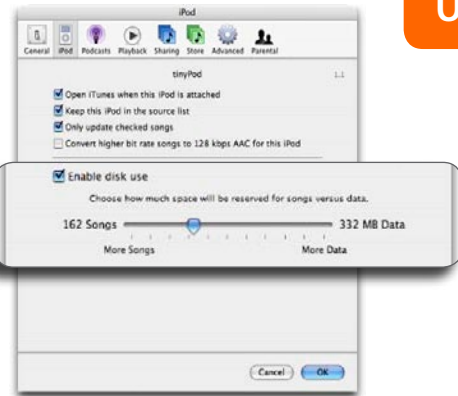 iPod
U
General iPod Podcasts Playback Sharing Store Advanced Parental
tinyPod 1.1
Open iTunes when this iPod is attached
Keep this iPod in the source list
Only update checked songs
Convert higher bit rate songs to 128 kbps AAC for this iPod
Enable disk use
Choose how much space will be reserved for songs versus data.
162 Songs 332 MB Data
More Songs More Data
Cancel OK